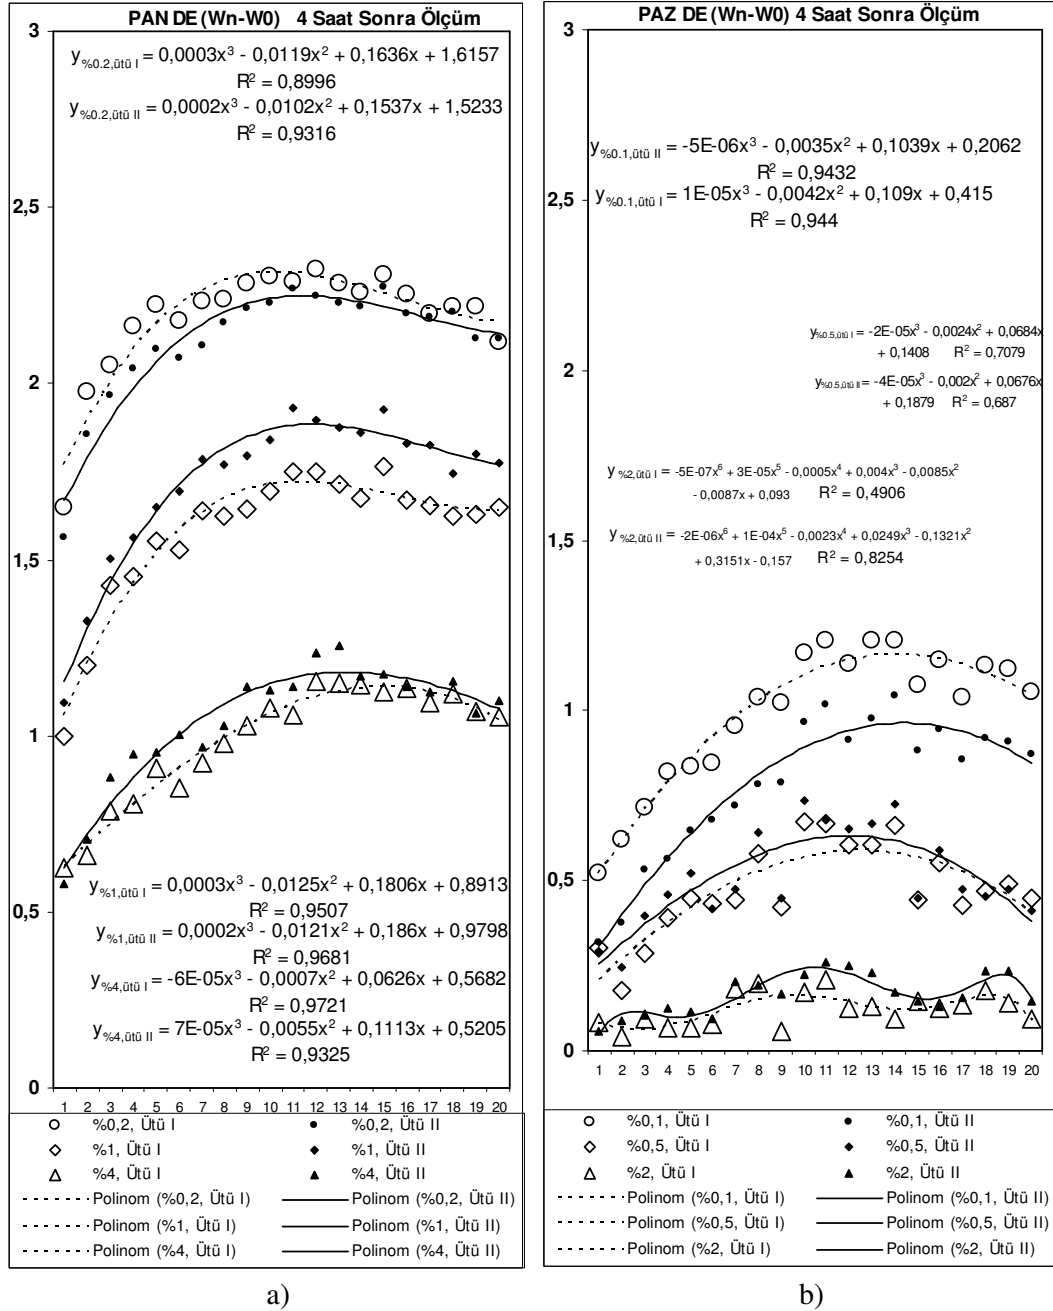 PAN DE (Wn-W0) 4 Saat Sonra Ölçüm
3
y%0.2,ütü I = 0,0003x³ - 0,0119x² + 0,1636x + 1,6157
R² = 0,8996
y%0.2,ütü II = 0,0002x³ - 0,0102x² + 0,1537x + 1,5233
R² = 0,9316
2,5
2
1,5
1
y%1,ütü I = 0,0003x³ - 0,0125x² + 0,1806x + 0,8913
R² = 0,9507
0,5
y%1,ütü II = 0,0002x³ - 0,0121x² + 0,186x + 0,9798
R² = 0,9681
y%4,ütü I = -6E-05x³ - 0,0007x² + 0,0626x + 0,5682
R² = 0,9721
y%4,ütü II = 7E-05x³ - 0,0055x² + 0,1113x + 0,5205
R² = 0,9325
0
1 2 3 4 5 6 7 8 9 10 11 12 13 14 15 16 17 18 19 20
%0,2, Ütü I %0,2, Ütü II
%1, Ütü I %1, Ütü II
%4, Ütü I %4, Ütü II
Polinom (%0,2, Ütü I) Polinom (%0,2, Ütü II)
Polinom (%1, Ütü I) Polinom (%1, Ütü II)
Polinom (%4, Ütü I) Polinom (%4, Ütü II)
a)
PAZ DE (Wn-W0) 4 Saat Sonra Ölçüm
3
y%0.1,ütü II = -5E-06x³ - 0,0035x² + 0,1039x + 0,2062
R² = 0,9432
y%0.1,ütü I = 1E-05x³ - 0,0042x² + 0,109x + 0,415
R² = 0,944
2,5
y%0.5,ütü I = -2E-05x³ - 0,0024x² + 0,0684x
+ 0,1408 R² = 0,7079
y%0.5,ütü II = -4E-05x³ - 0,002x² + 0,0676x
+ 0,1879 R² = 0,687
2
y %2,ütü I = -5E-07x⁶ + 3E-05x⁵ - 0,0005x⁴ + 0,004x³ - 0,0085x²
- 0,0087x + 0,093 R² = 0,4906
1,5
y %2,ütü II = -2E-06x⁶ + 1E-04x⁵ - 0,0023x⁴ + 0,0249x³ - 0,1321x²
+ 0,3151x - 0,157 R² = 0,8254
1
0,5
0
1 2 3 4 5 6 7 8 9 10 11 12 13 14 15 16 17 18 19 20
%0,1, Ütü I %0,1, Ütü II
%0,5, Ütü I %0,5, Ütü II
%2, Ütü I %2, Ütü II
Polinom (%0,1, Ütü I) Polinom (%0,1, Ütü II)
Polinom (%0,5, Ütü I) Polinom (%0,5, Ütü II)
Polinom (%2, Ütü I) Polinom (%2, Ütü II)
b)